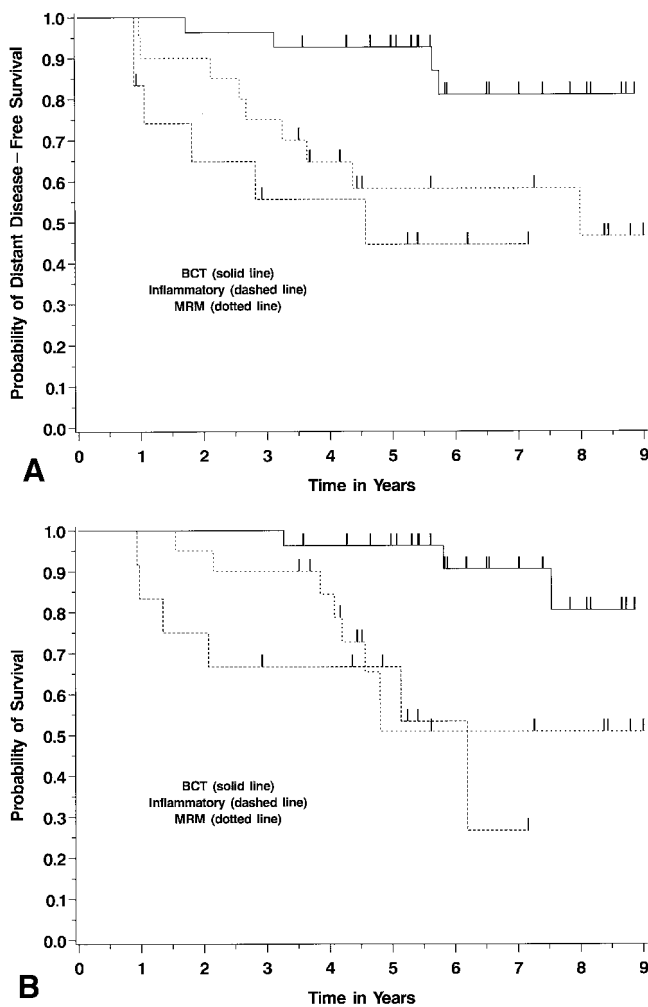 1.0
0.9
0.8
0.7
0.6
0.5
0.4
0.3
0.2
0.1
0.0
Probability of Distant Disease–Free Survival
BCT (solid line)
Inflammatory (dashed line)
MRM (dotted line)
0 1 2 3 4 5 6 7 8 9
Time in Years
A
1.0
0.9
0.8
0.7
0.6
0.5
0.4
0.3
0.2
0.1
0.0
Probability of Survival
BCT (solid line)
Inflammatory (dashed line)
MRM (dotted line)
0 1 2 3 4 5 6 7 8 9
Time in Years
B